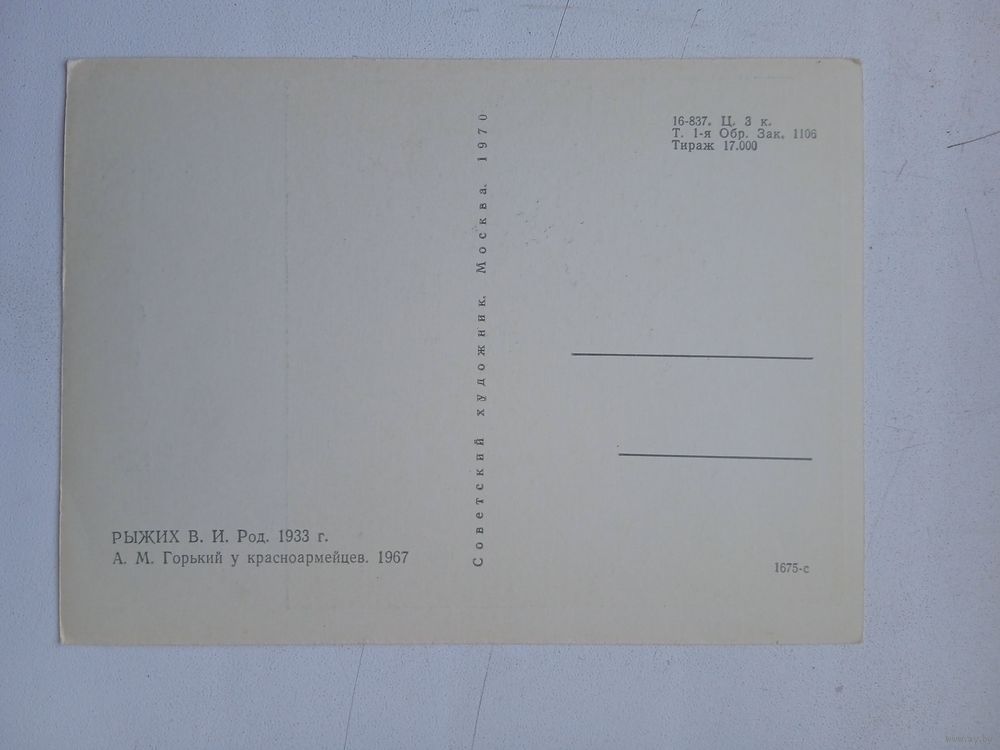 16-837. Ц. 3 к.
Т. 1-я Обр. Зак. 1106
Тираж 17.000
Советский художник. Москва. 1970
РЫЖИХ В. И. Род. 1933 г.
А. М. Горький у красноармейцев. 1967
1675-с